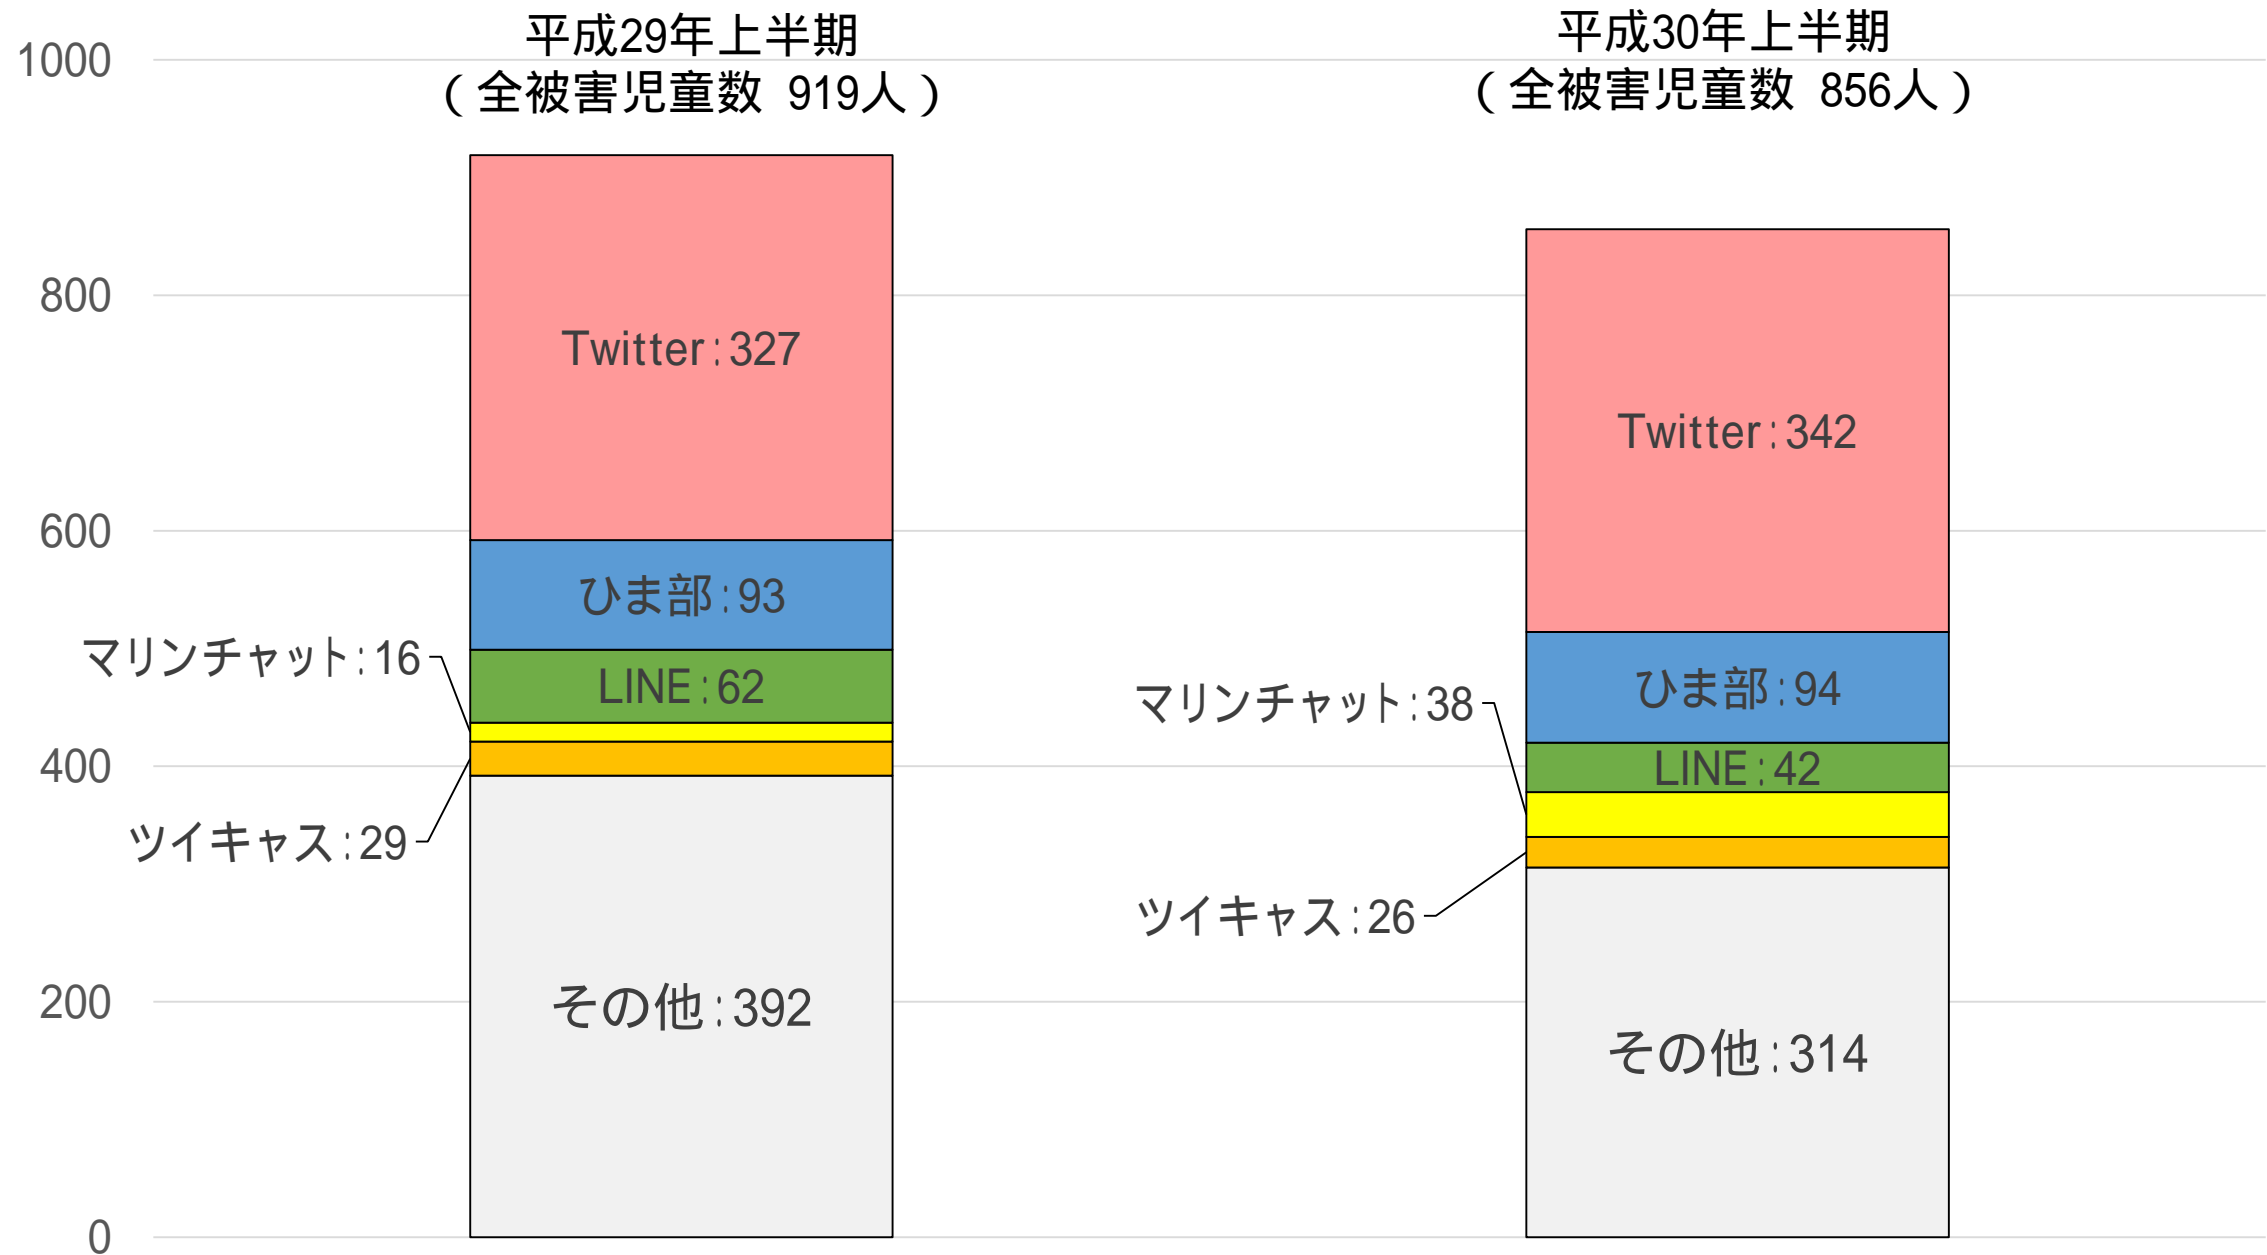 平成29年上半期
（全被害児童数 919人）
平成30年上半期
（全被害児童数 856人）
1000
800
600
400
200
0
Twitter：327
ひま部：93
マリンチャット：16
LINE：62
ツイキャス：29
その他：392
Twitter：342
ひま部：94
マリンチャット：38
LINE：42
ツイキャス：26
その他：314